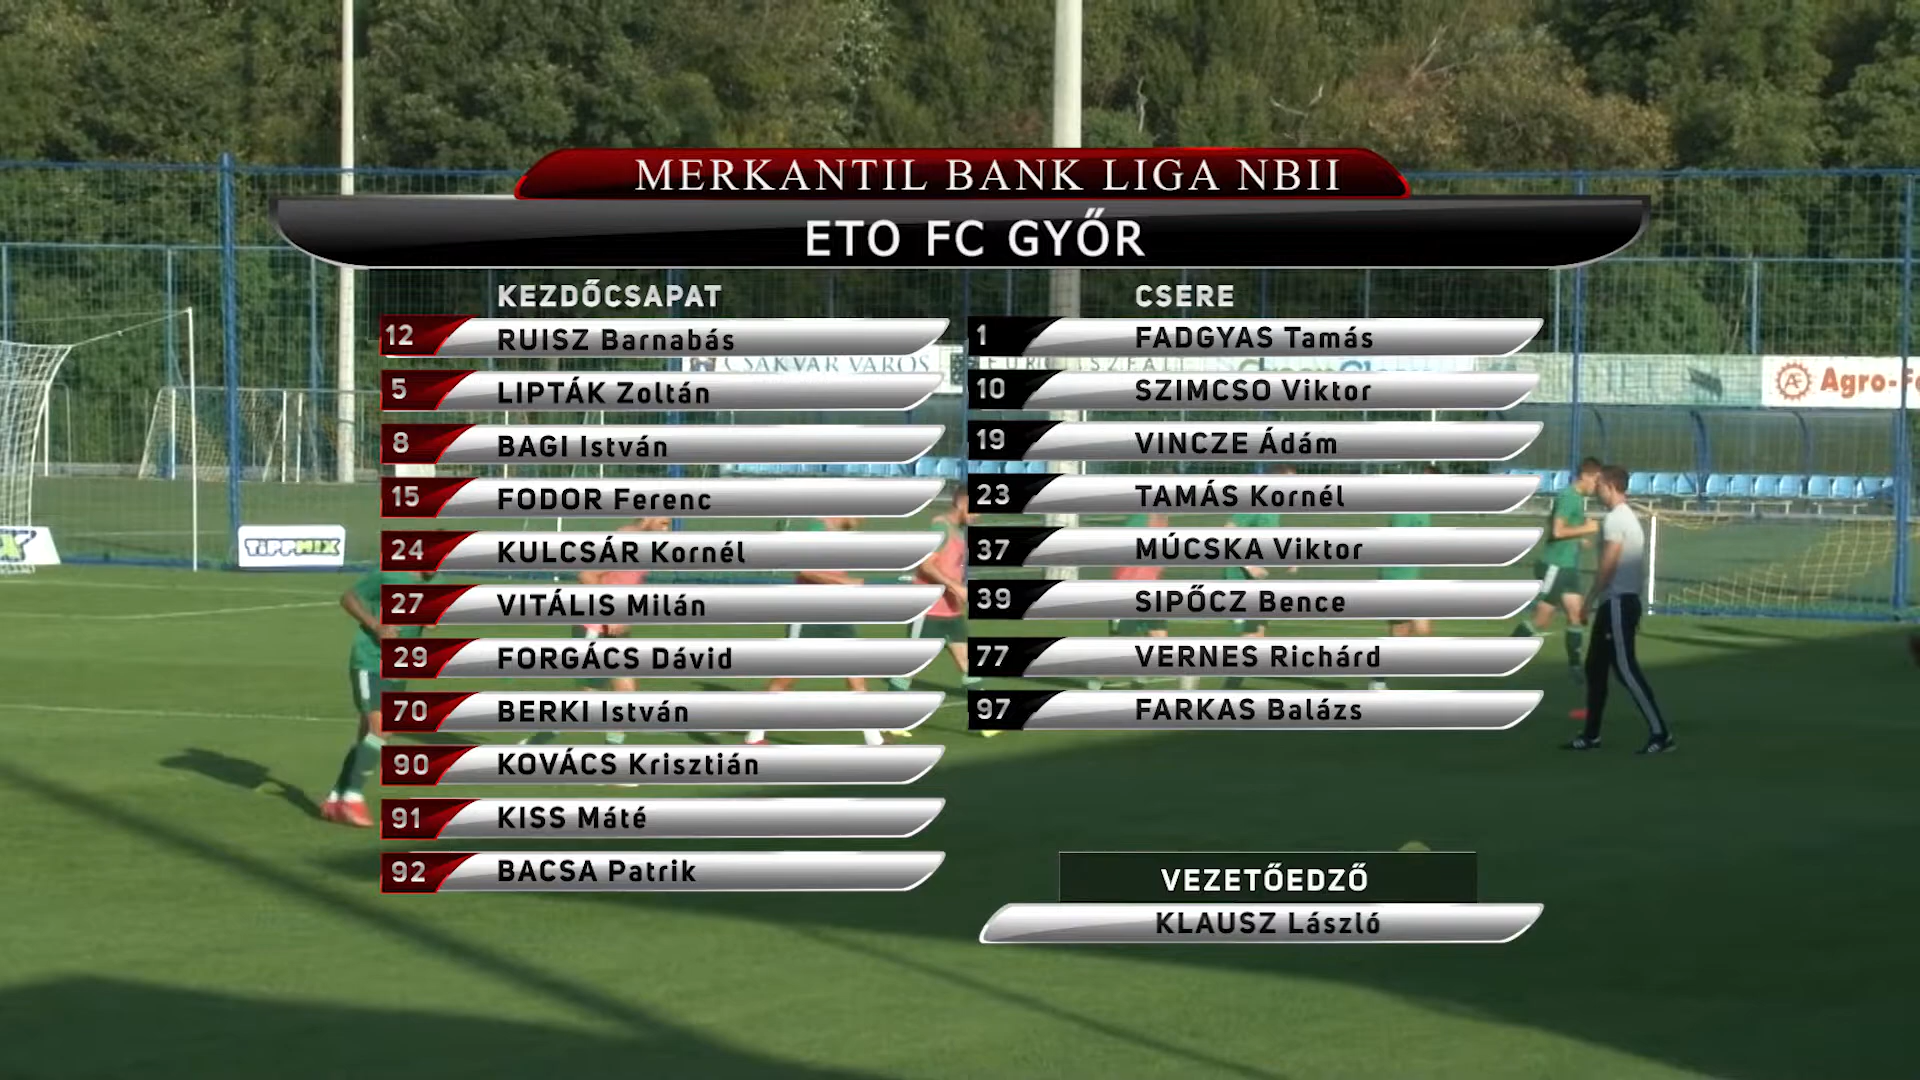 MERKANTIL BANK LIGA NBII
ETO FC GYŐR
KEZDŐCSAPAT
12 RUISZ Barnabás
5 LIPTÁK Zoltán
8 BAGI István
15 FODOR Ferenc
24 KULCSÁR Kornél
27 VITÁLIS Milán
29 FORGÁCS Dávid
70 BERKI István
90 KOVÁCS Krisztián
91 KISS Máté
92 BACSA Patrik
CSERE
1 FADGYAS Tamás
10 SZIMCSO Viktor
19 VINCZE Ádám
23 TAMÁS Kornél
37 MÚCSKA Viktor
39 SIPŐCZ Bence
77 VERNES Richárd
97 FARKAS Balázs
VEZETŐEDZŐ
KLAUSZ László
CSÁKVÁR VÁROS
Agro-F
TIPPMIX